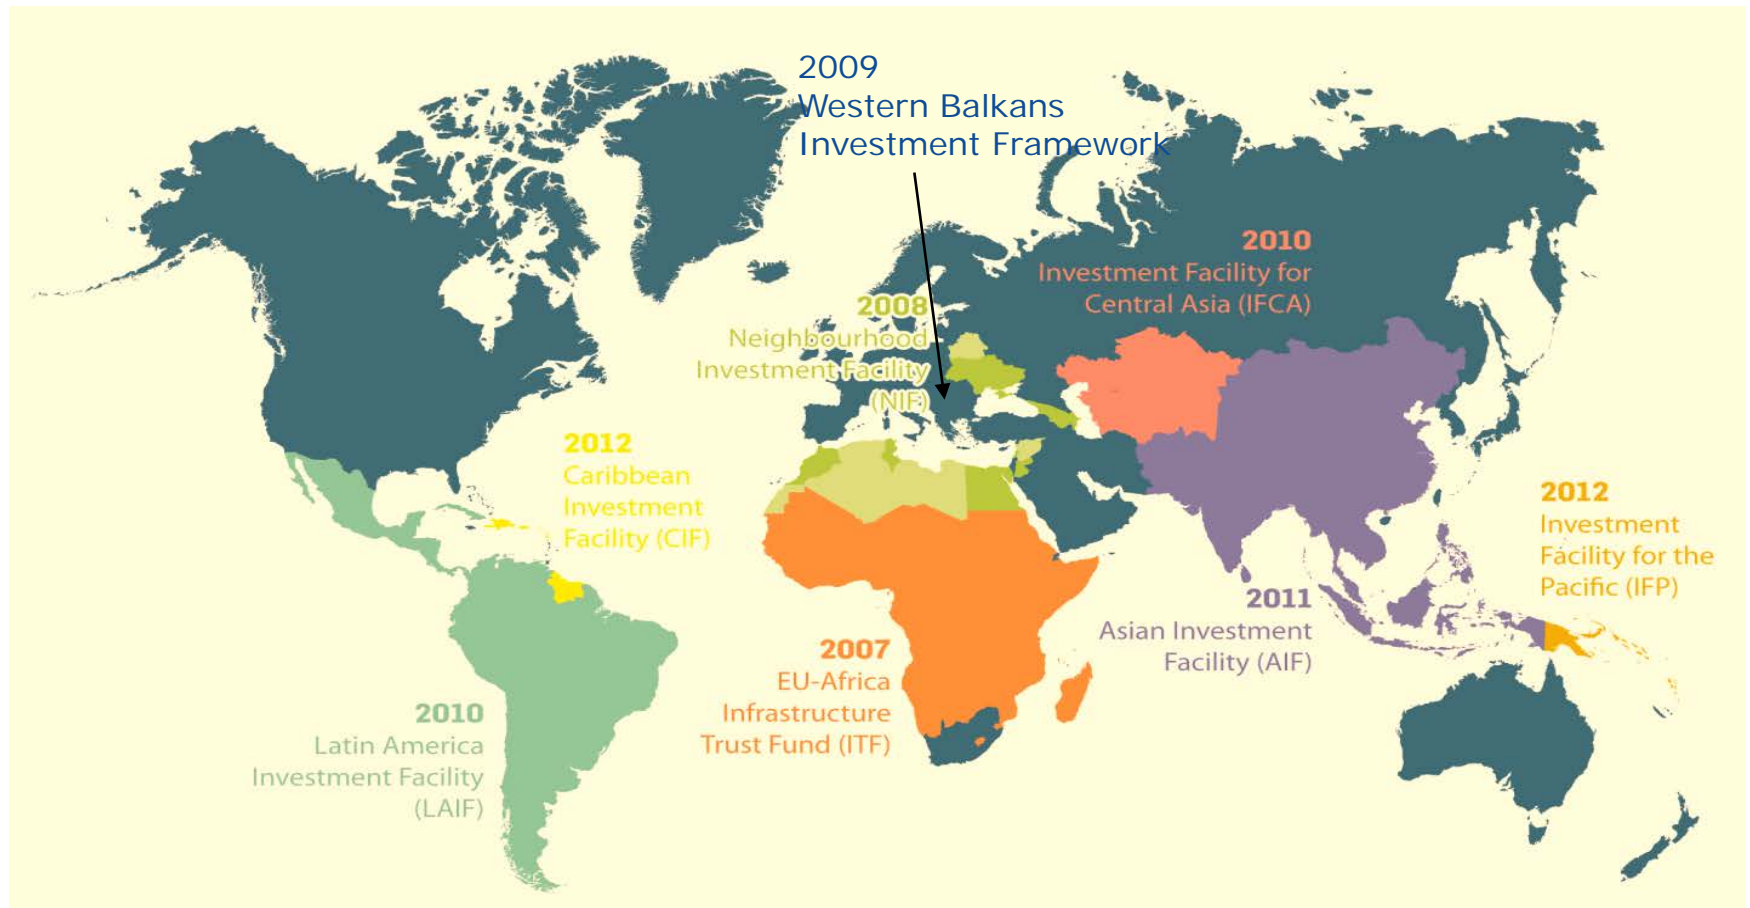 2009
Western Balkans
Investment Framework
2010
Investment Facility for
Central Asia (IFCA)
2008
Neighbourhood
Investment Facility
(NIF)
2012
Caribbean
Investment
Facility (CIF)
2012
Investment
Facility for the
Pacific (IFP)
2011
Asian Investment
Facility (AIF)
2007
EU-Africa
Infrastructure
Trust Fund (ITF)
2010
Latin America
Investment Facility
(LAIF)